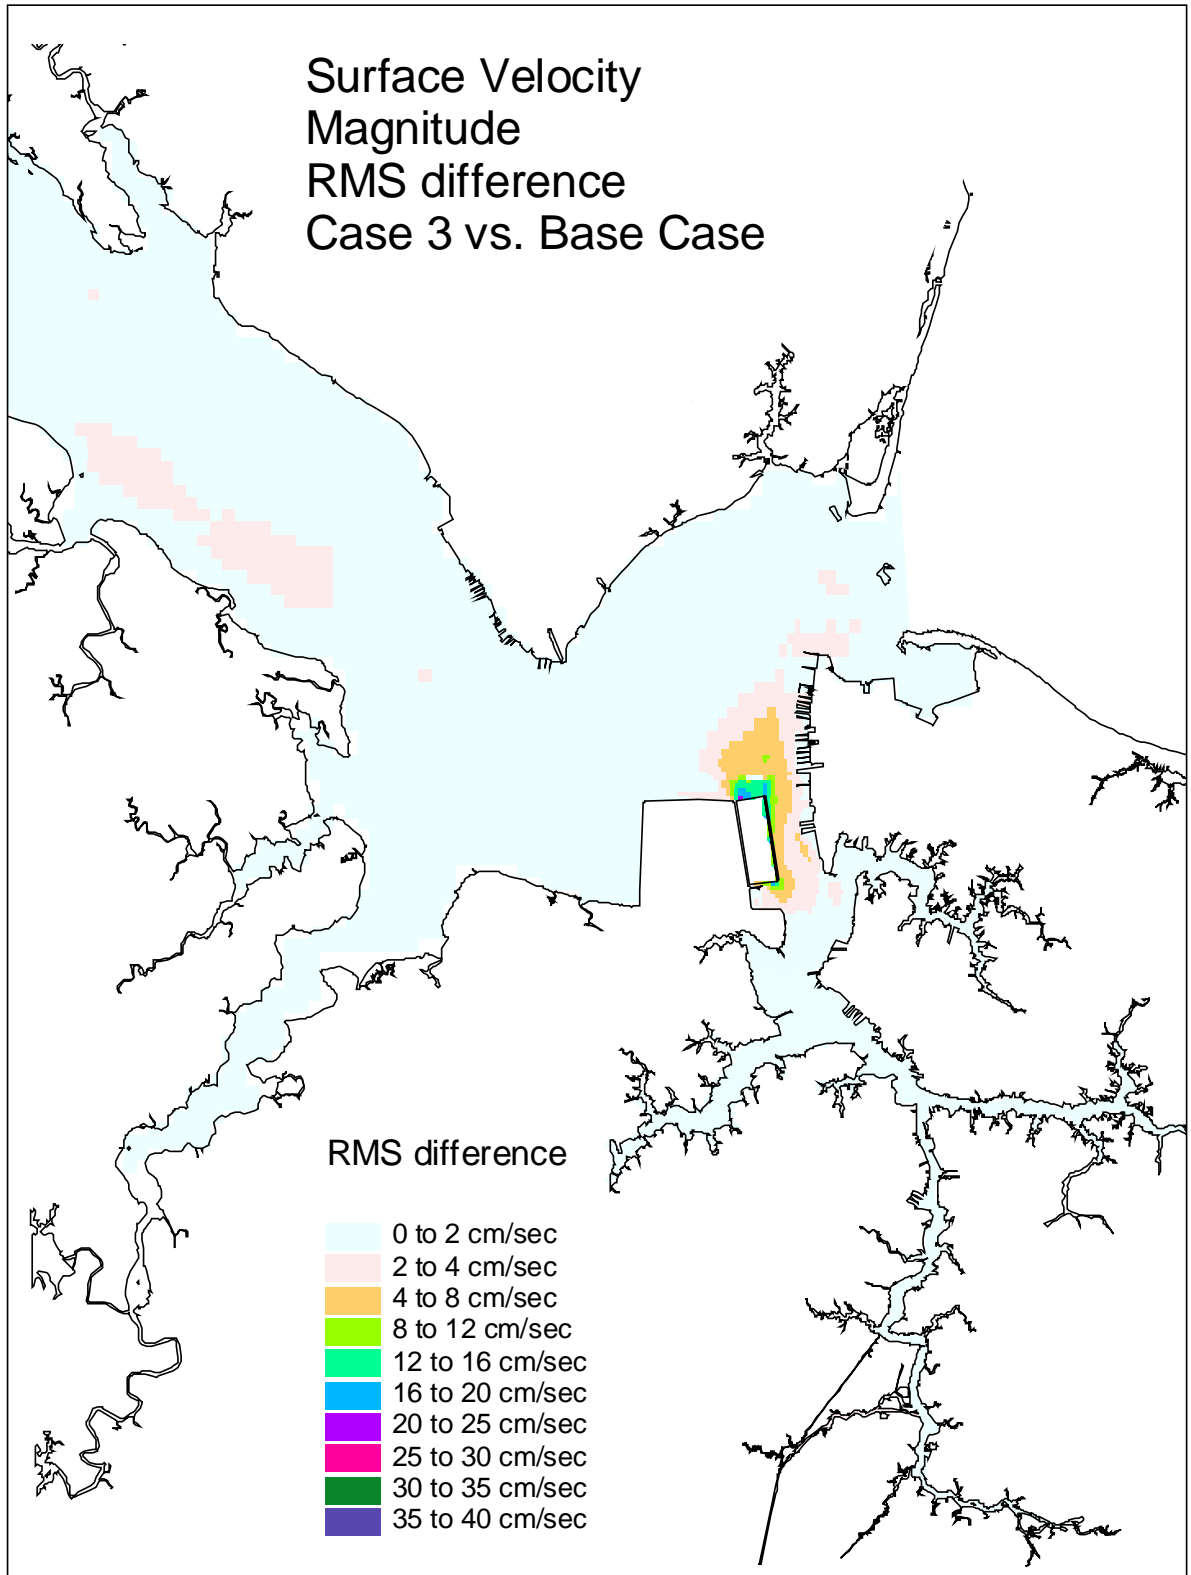 Surface Velocity
Magnitude
RMS difference
Case 3 vs. Base Case
RMS difference
0 to 2 cm/sec
2 to 4 cm/sec
4 to 8 cm/sec
8 to 12 cm/sec
12 to 16 cm/sec
16 to 20 cm/sec
20 to 25 cm/sec
25 to 30 cm/sec
30 to 35 cm/sec
35 to 40 cm/sec